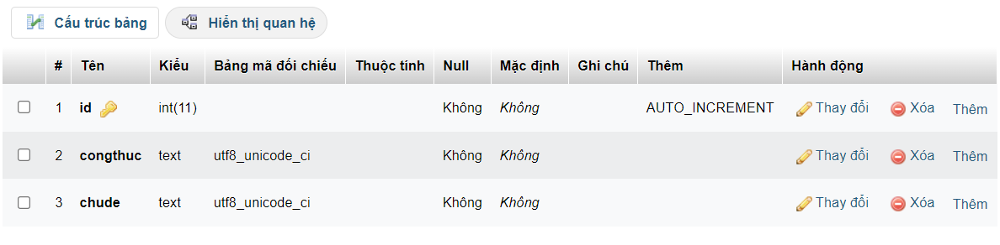 Cấu trúc bảng Hiển thị quan hệ
# Tên Kiểu Bảng mã đối chiếu Thuộc tính Null Mặc định Ghi chú Thêm Hành động
1 id int(11) Không Không AUTO_INCREMENT Thay đổi Xóa Thêm
2 congthuc text utf8_unicode_ci Không Không Thay đổi Xóa Thêm
3 chude text utf8_unicode_ci Không Không Thay đổi Xóa Thêm